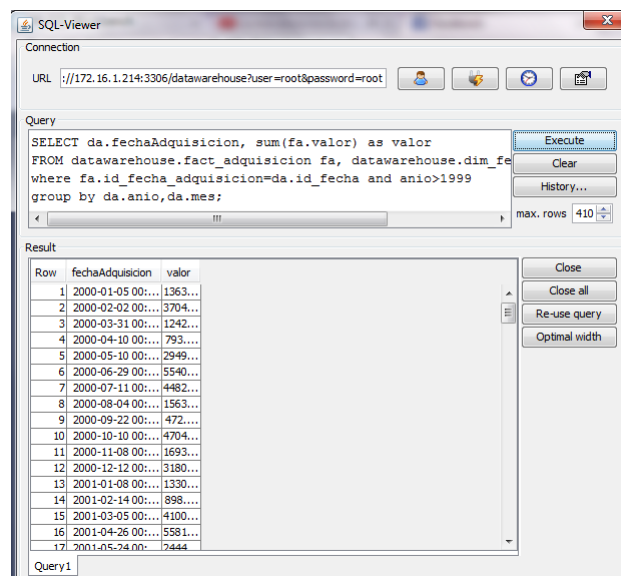 SQL-Viewer
Connection
URL ://172.16.1.214:3306/datawarehouse?user=root&password=root
Query
SELECT da.fechaAdquisicion, sum(fa.valor) as valor
FROM datawarehouse.fact_adquisicion fa, datawarehouse.dim_fe
where fa.id_fecha_adquisicion=da.id_fecha and anio>1999
group by da.anio,da.mes;
Execute
Clear
History...
max. rows 410
Result
Row fechaAdquisicion valor
1 2000-01-05 00:... 1363...
2 2000-02-02 00:... 3704...
3 2000-03-31 00:... 1242...
4 2000-04-10 00:... 793....
5 2000-05-10 00:... 2949...
6 2000-06-29 00:... 5540...
7 2000-07-11 00:... 4482...
8 2000-08-04 00:... 1563...
9 2000-09-22 00:... 472....
10 2000-10-10 00:... 4704...
11 2000-11-08 00:... 1693...
12 2000-12-12 00:... 3180...
13 2001-01-08 00:... 1330...
14 2001-02-14 00:... 898....
15 2001-03-05 00:... 4100...
16 2001-04-26 00:... 5581...
17 2001-05-24 00: 2444
Close
Close all
Re-use query
Optimal width
Query1